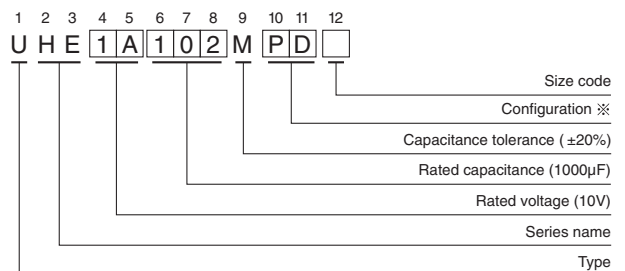 1 2 3 4 5 6 7 8 9 10 11 12
U H E 1 A 1 0 2 M P D
Size code
Configuration ※
Capacitance tolerance ( ±20%)
Rated capacitance (1000µF)
Rated voltage (10V)
Series name
Type